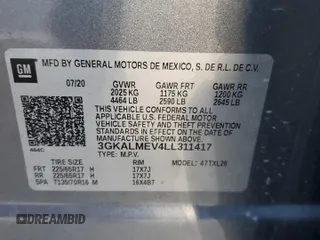 GM MFD BY GENERAL MOTORS DE MEXICO, S. DE R.L. DE C.V.
07/20 GVWR GAWR FRT GAWR RR
2025 KG 1175 KG 1200 KG
4464 LB 2590 LB 2645 LB
THIS VEHICLE CONFORMS TO ALL APPLICABLE
U.S. FEDERAL MOTOR VEHICLE SAFETY, BUMPER,
AND THEFT PREVENTION STANDARDS
IN EFFECT ON THE DATE OF
MANUFACTURE SHOWN ABOVE.
3GKALMEV4LL311417
TYPE: M.P.V. MODEL: 4TXL26
TIRE SIZE RIM
FRT 225/65R17 H 17X7J
RR 225/65R17 H 17X7J
SPA T135/70R16 M 16X4BT
AUTOBIDMASTER